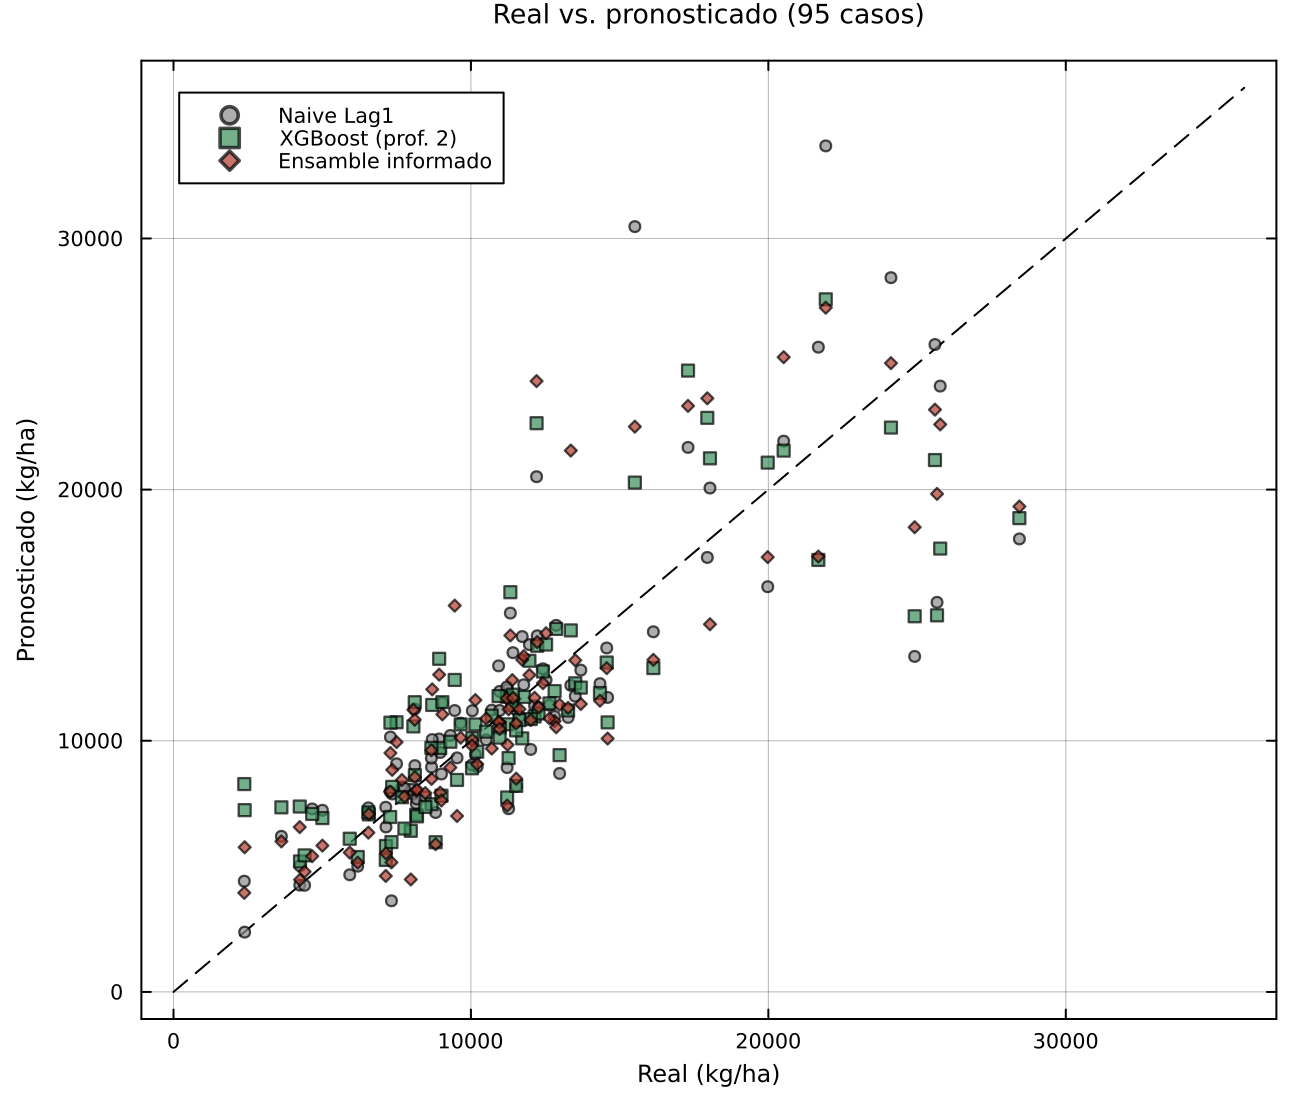 Real vs. pronosticado (95 casos)
Naive Lag1
XGBoost (prof. 2)
Ensamble informado
30000
20000
10000
0
Pronosticado (kg/ha)
0 10000 20000 30000
Real (kg/ha)